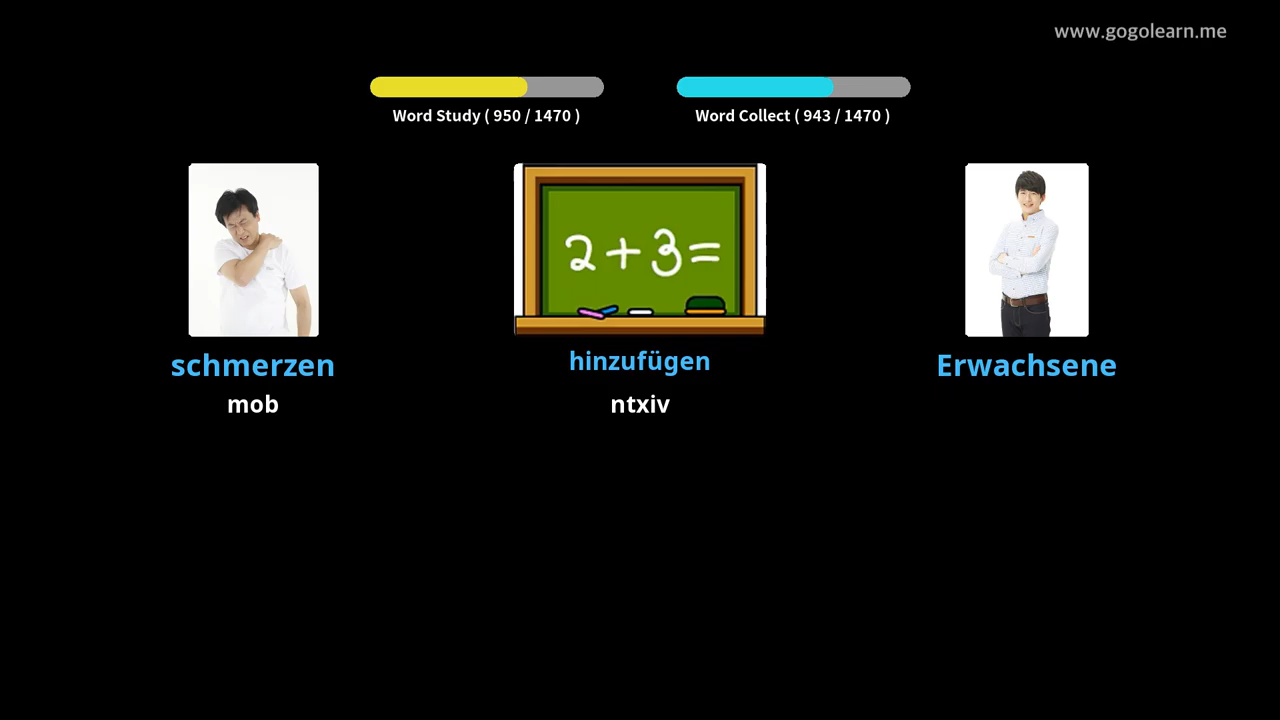 www.gogolearn.me
Word Study ( 950 / 1470 )
Word Collect ( 943 / 1470 )
2 + 3 =
schmerzen
mob
hinzufügen
ntxiv
Erwachsene